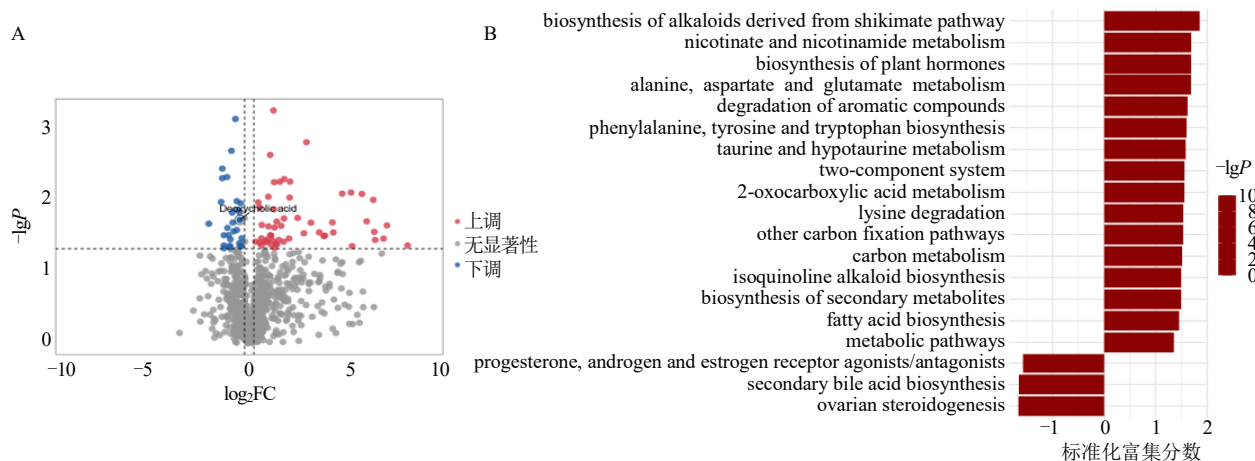 A
3
2
1
0
−lgP
Deoxycholic acid
−10
−5
0
5
10
log₂FC
上调
无显著性
下调
B
biosynthesis of alkaloids derived from shikimate pathway
nicotinate and nicotinamide metabolism
biosynthesis of plant hormones
alanine, aspartate and glutamate metabolism
degradation of aromatic compounds
phenylalanine, tyrosine and tryptophan biosynthesis
taurine and hypotaurine metabolism
two-component system
2-oxocarboxylic acid metabolism
lysine degradation
other carbon fixation pathways
carbon metabolism
isoquinoline alkaloid biosynthesis
biosynthesis of secondary metabolites
fatty acid biosynthesis
metabolic pathways
progesterone, androgen and estrogen receptor agonists/antagonists
secondary bile acid biosynthesis
ovarian steroidogenesis
−1
0
1
2
标准化富集分数
−lgP
10
8
6
4
2
0